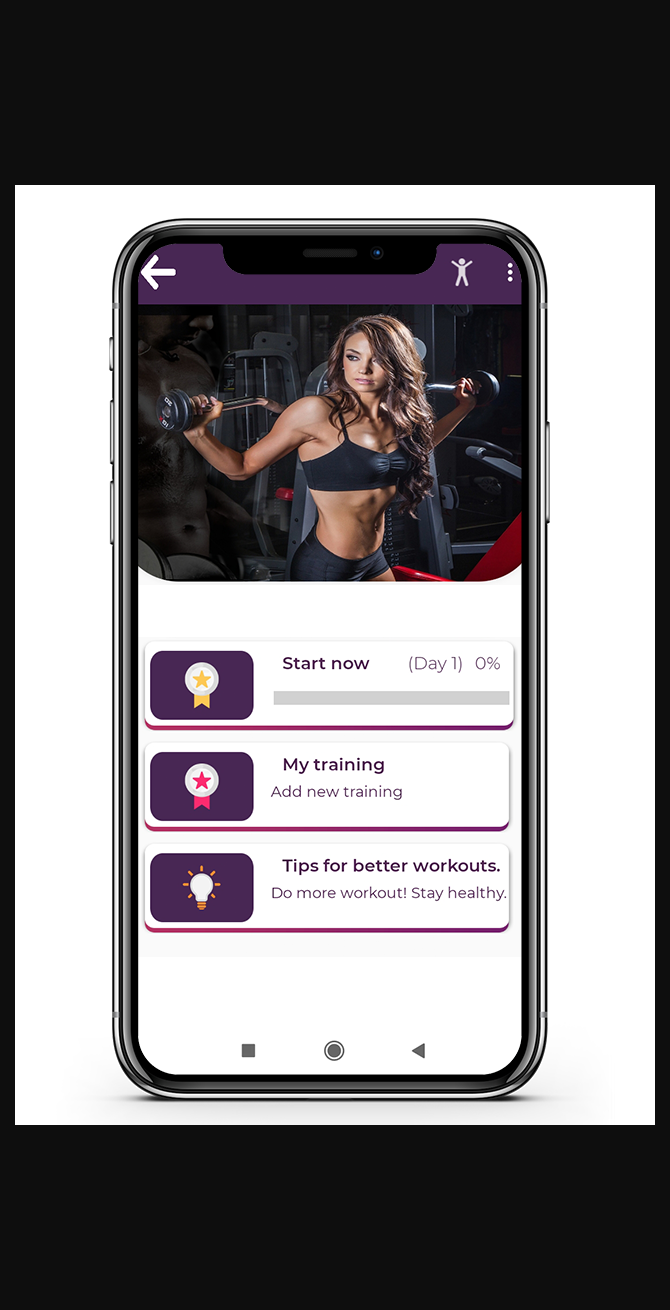 Start now (Day 1) 0%
My training
Add new training
Tips for better workouts.
Do more workout! Stay healthy.